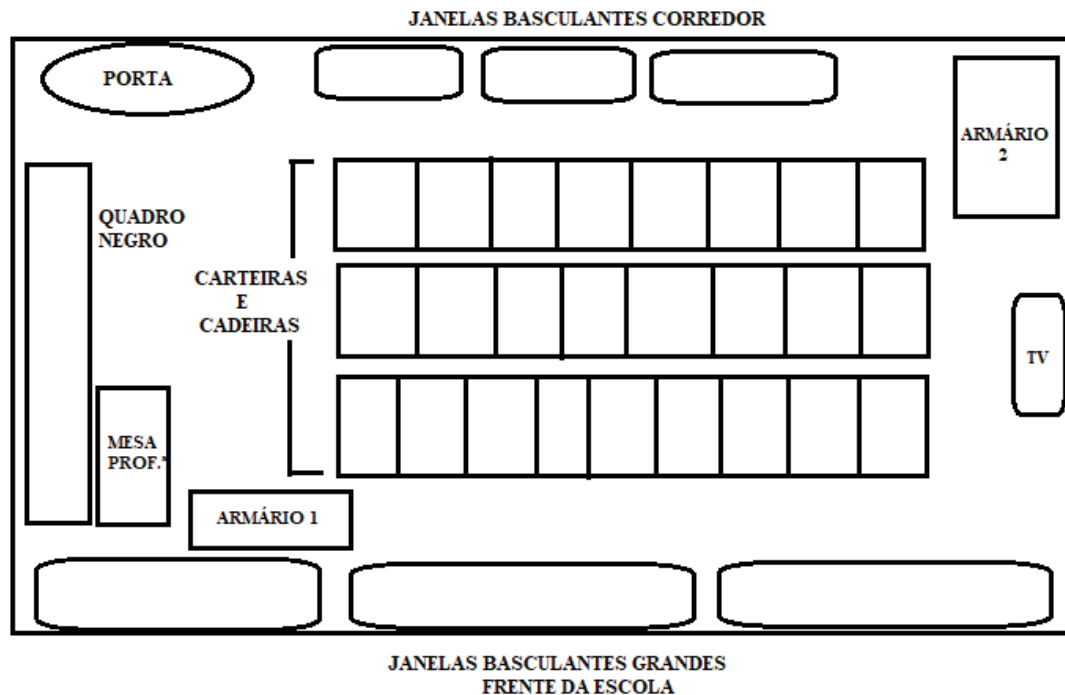 JANELAS BASCULANTES CORREDOR
PORTA
ARMÁRIO
2
QUADRO
NEGRO
CARTEIRAS
E
CADEIRAS
TV
MESA
PROF.ª
ARMÁRIO 1
JANELAS BASCULANTES GRANDES
FRENTE DA ESCOLA